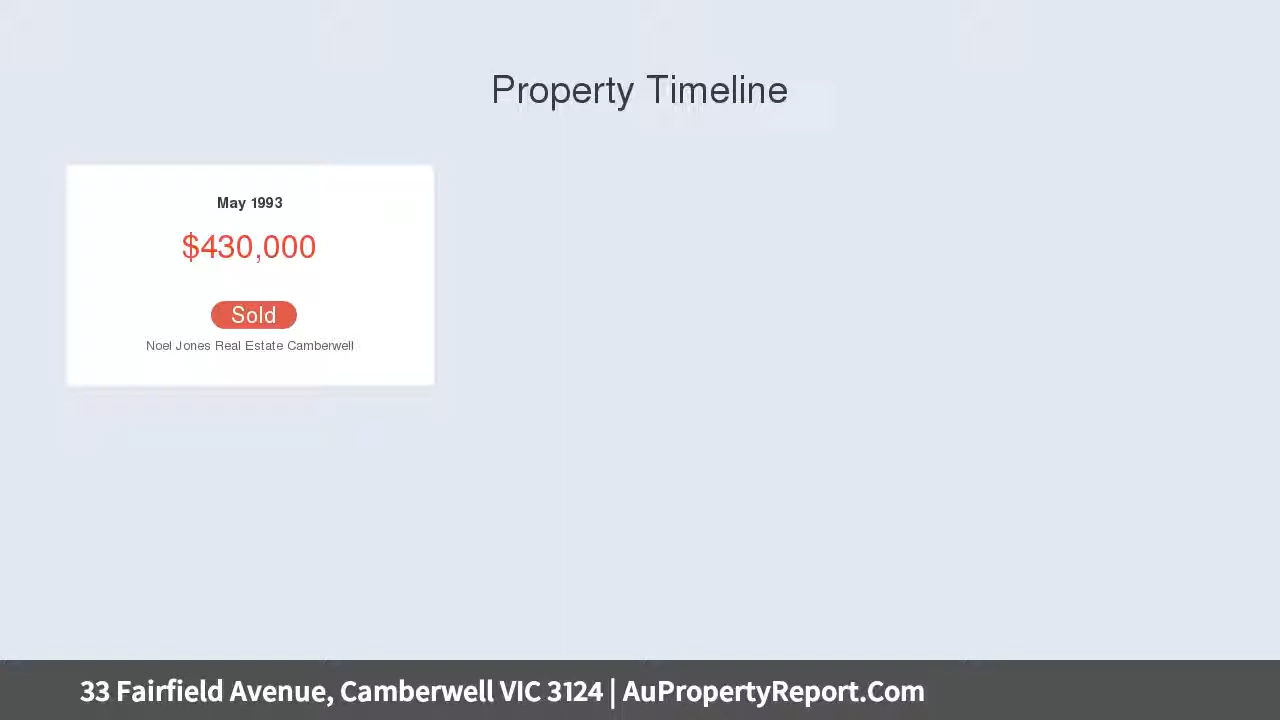 Property Timeline
May 1993
$430,000
Sold
Noel Jones Real Estate Camberwell
33 Fairfield Avenue, Camberwell VIC 3124 | AuPropertyReport.Com